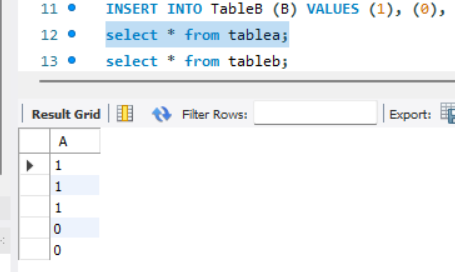 11 INSERT INTO TableB (B) VALUES (1), (0),
12 select * from tablea;
13 select * from tableb;
Result Grid Filter Rows: Export:
A
1
1
1
0
0